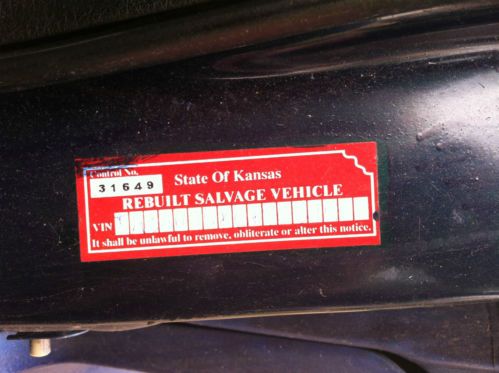 Control No.
31649
State Of Kansas
REBUILT SALVAGE VEHICLE
VIN
It shall be unlawful to remove, obliterate or alter this notice.